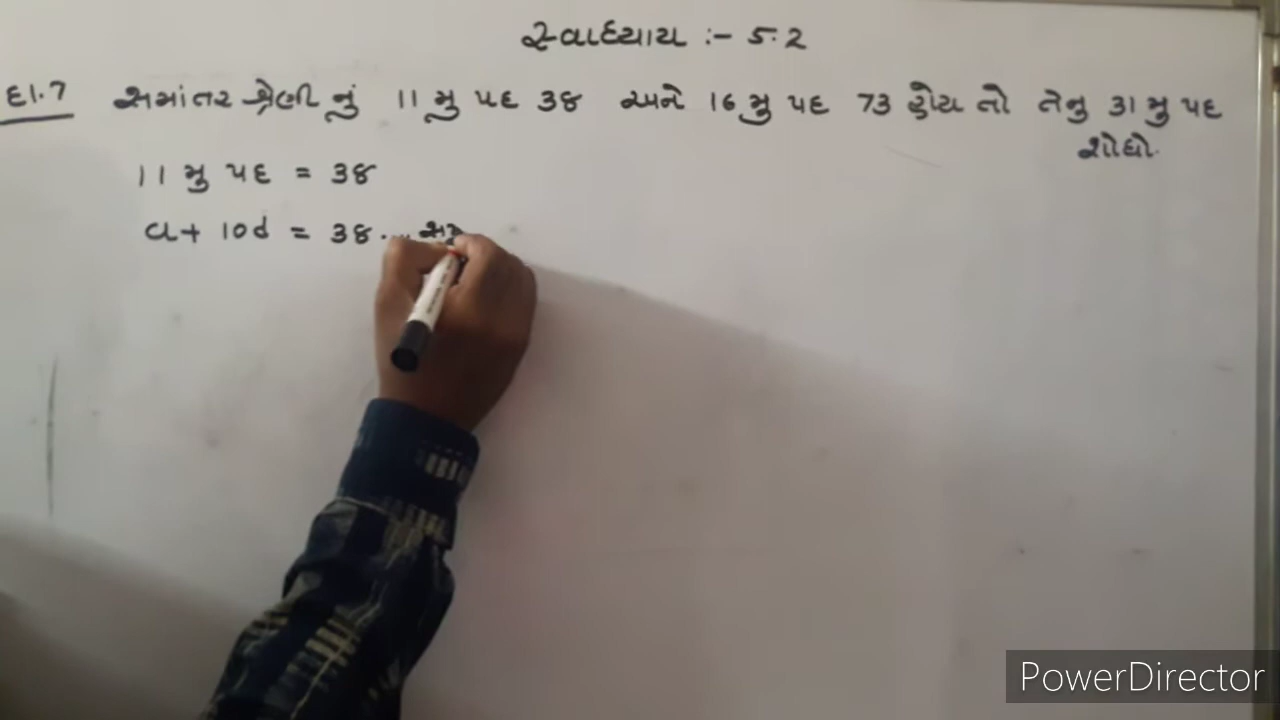 સ્વાધ્યાય :- 5.2
દા.7 સમાંતર શ્રેણી નું 11 મુ પદ 38 અને 16 મુ પદ 73 હોય તો તેનુ 31 મુ પદ
શોધો.
11 મુ પદ = 38
a + 10d = 38 ... સમ
PowerDirector